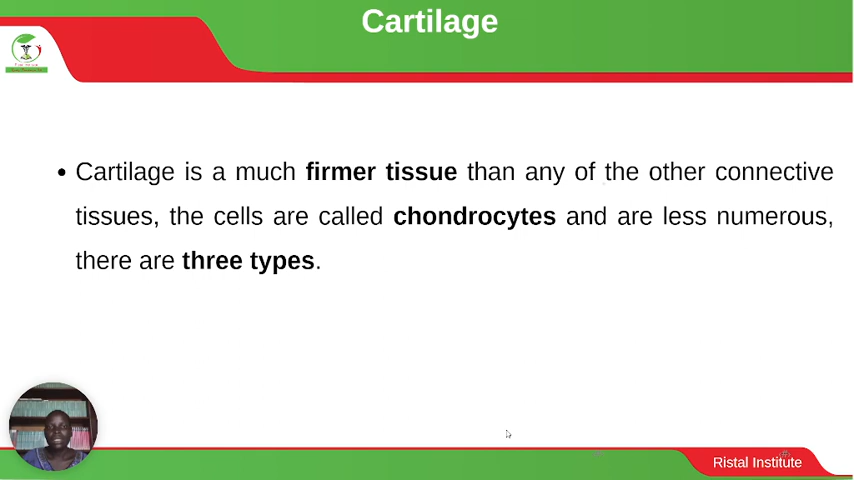 Cartilage
• Cartilage is a much firmer tissue than any of the other connective
tissues, the cells are called chondrocytes and are less numerous,
there are three types.
Ristal Institute